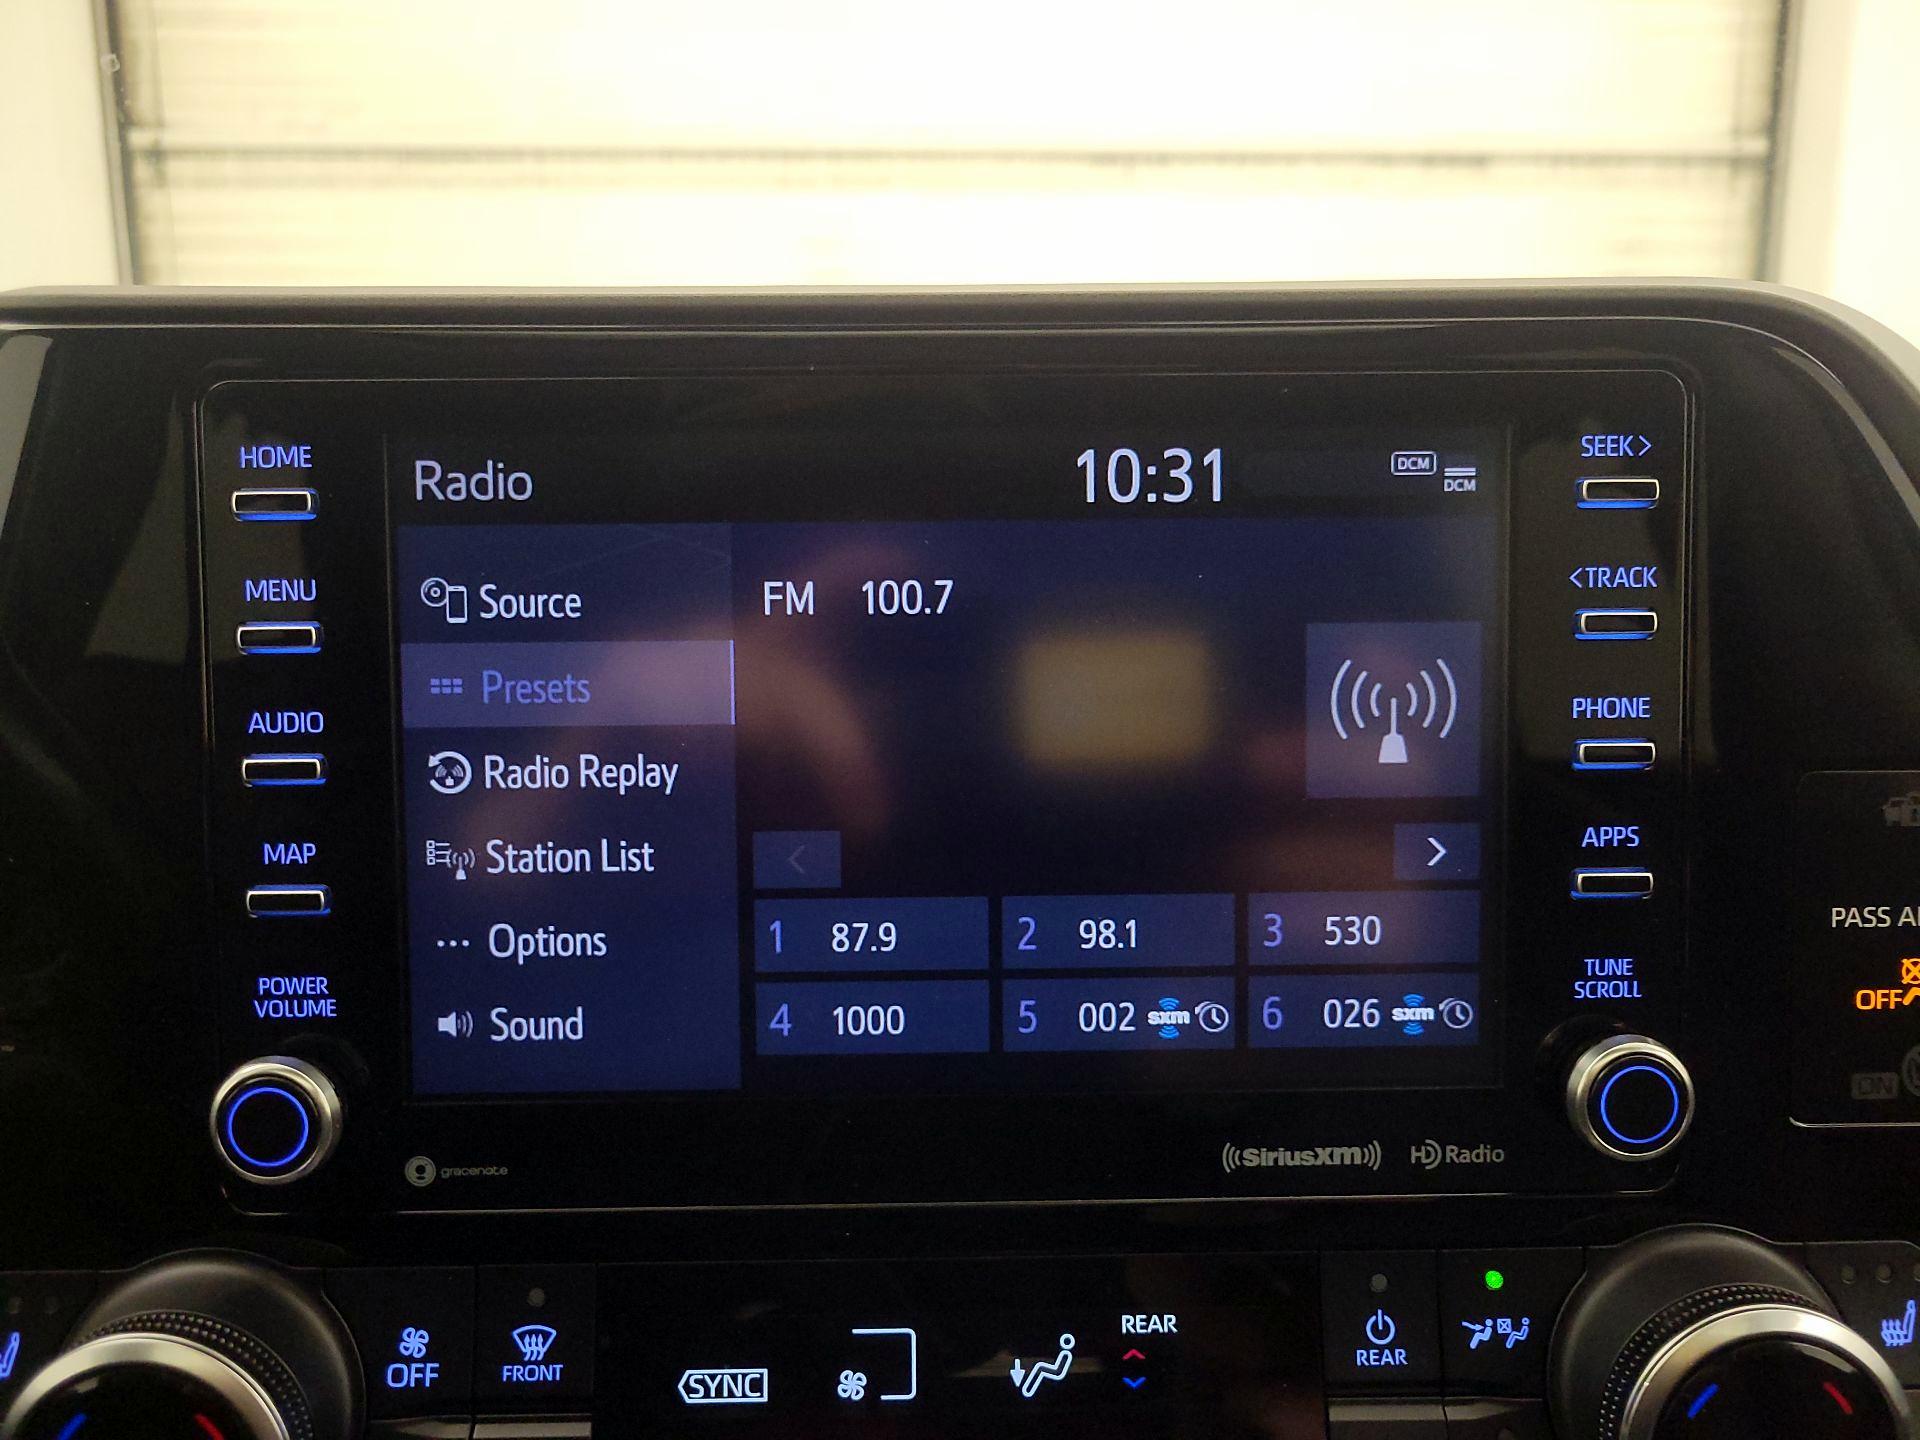 HOME
MENU
AUDIO
MAP
POWER
VOLUME
Radio
10:31
DCM
DCM
Source
Presets
Radio Replay
Station List
Options
Sound
FM 100.7
<
>
1 87.9
2 98.1
3 530
4 1000
5 002 sxm
6 026 sxm
SEEK>
<TRACK
PHONE
APPS
TUNE
SCROLL
gracenote
((SiriusXM))
HD Radio
PASS
OFF
ON
OFF
FRONT
SYNC
REAR
REAR